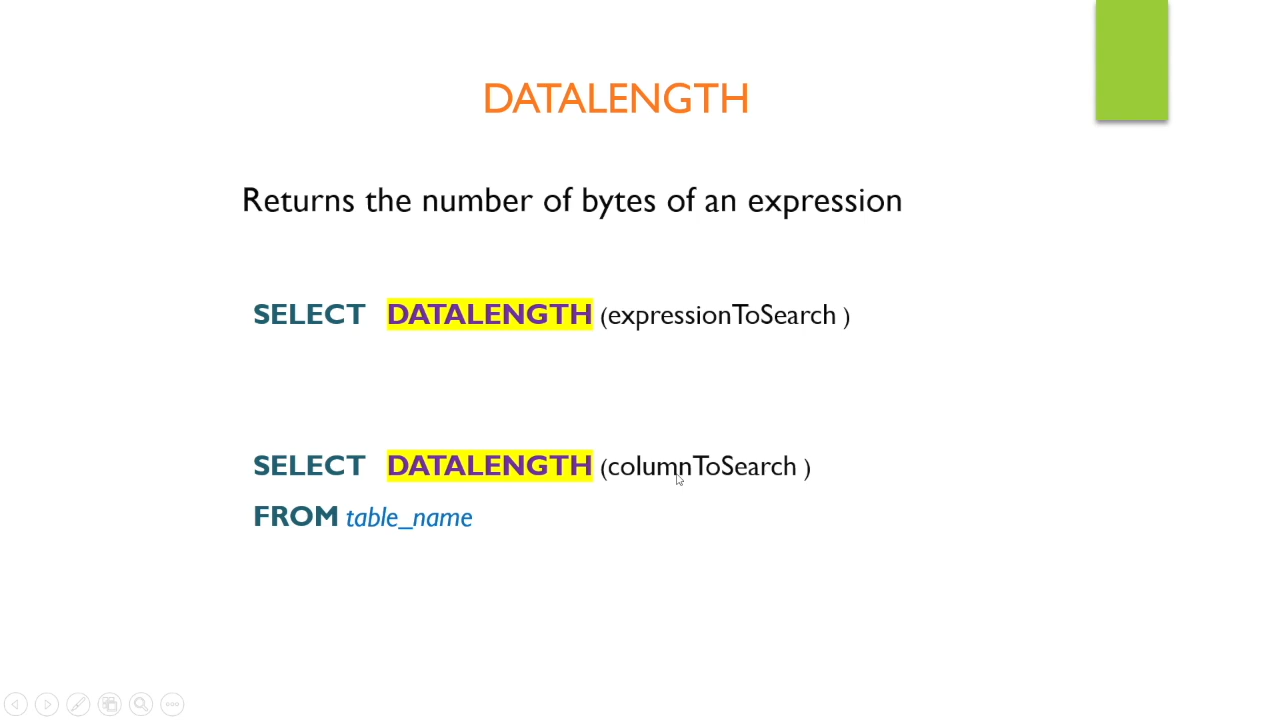 DATALENGTH
Returns the number of bytes of an expression
SELECT DATALENGTH (expressionToSearch )
SELECT DATALENGTH (columnToSearch )
FROM table_name